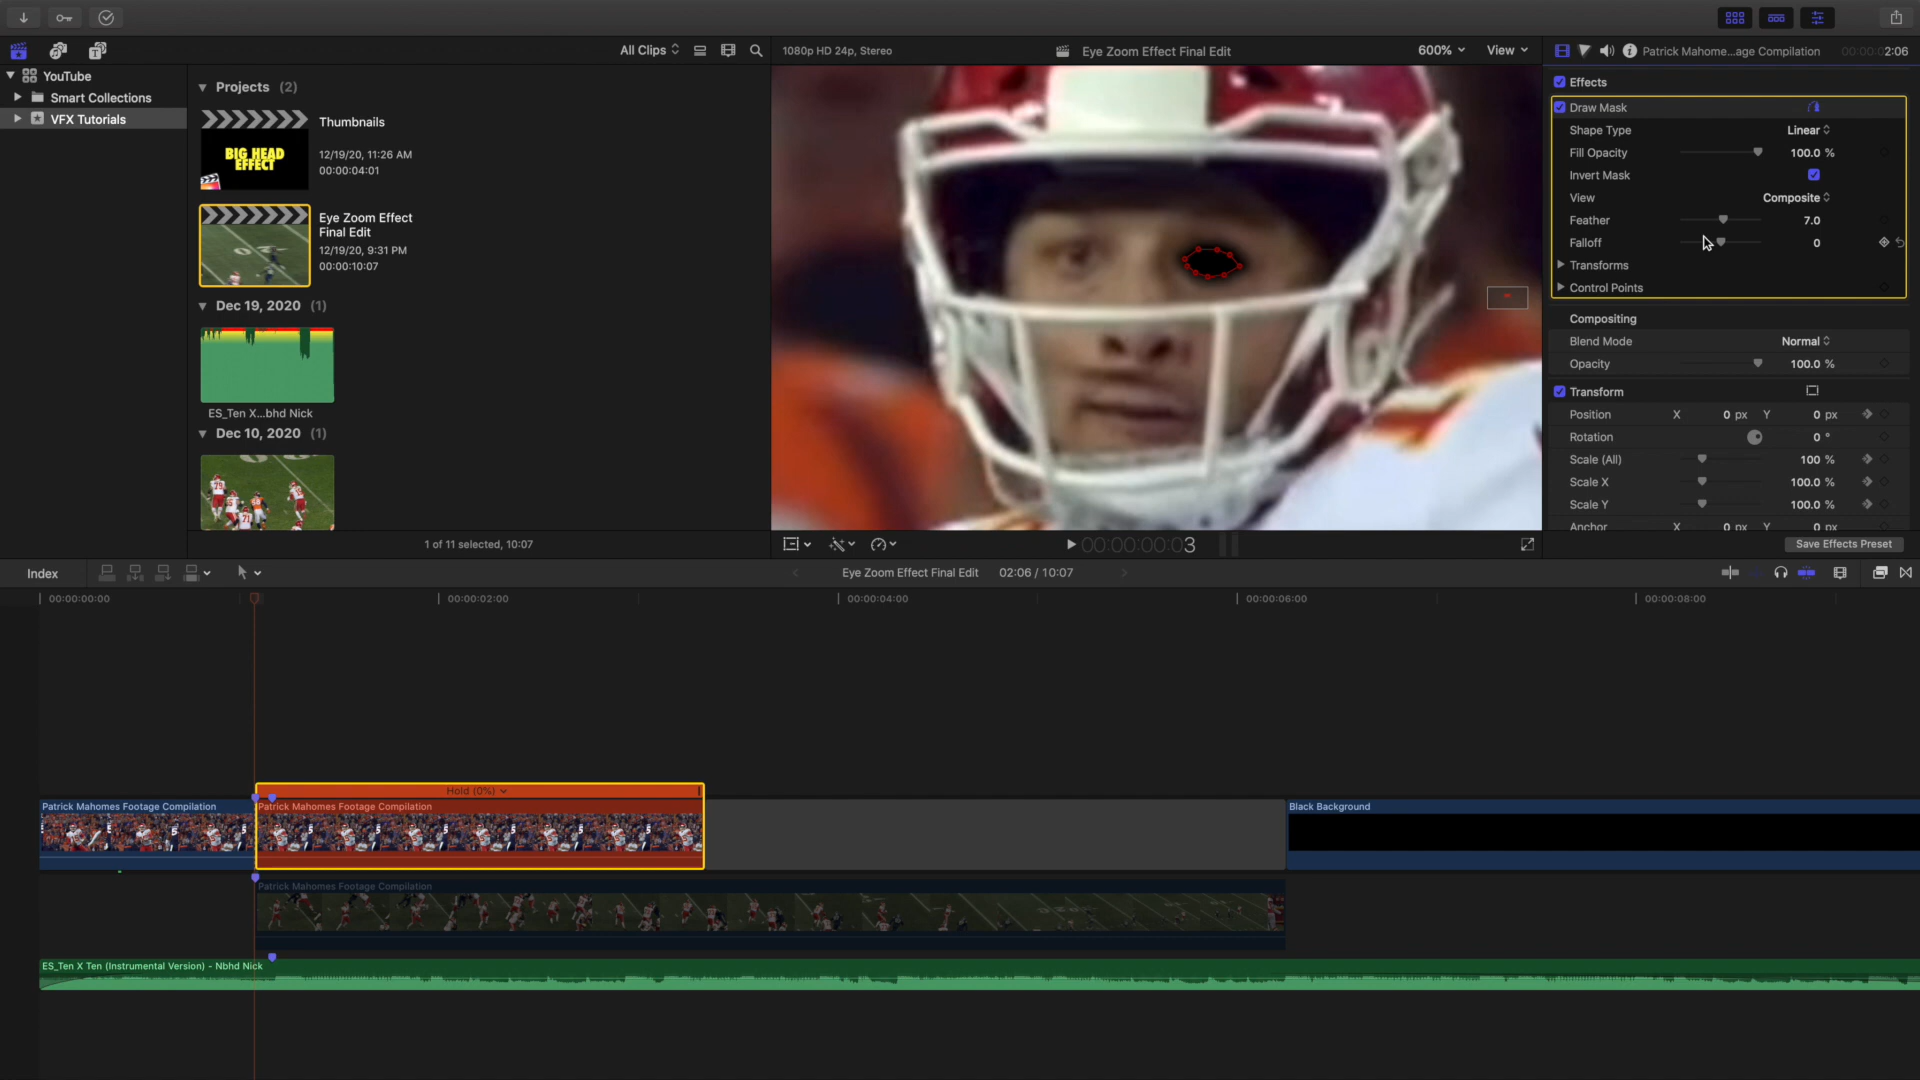 All Clips
1080p HD 24p, Stereo
Eye Zoom Effect Final Edit
600%
View
Patrick Mahome...age Compilation
00:00:02:06
YouTube
Smart Collections
VFX Tutorials
Projects (2)
BIG HEAD
EFFECT
Thumbnails
12/19/20, 11:26 AM
00:00:04:01
Eye Zoom Effect
Final Edit
12/19/20, 9:31 PM
00:00:10:07
Dec 19, 2020 (1)
ES_Ten X...bhd Nick
Dec 10, 2020 (1)
1 of 11 selected, 10:07
00:00:00:03
Effects
Draw Mask
Shape Type Linear
Fill Opacity 100.0 %
Invert Mask
View Composite
Feather 7.0
Falloff 0
Transforms
Control Points
Compositing
Blend Mode Normal
Opacity 100.0 %
Transform
Position X 0 px Y 0 px
Rotation 0 °
Scale (All) 100 %
Scale X 100.0 %
Scale Y 100.0 %
Anchor X 0 px Y 0 px
Save Effects Preset
Index
Eye Zoom Effect Final Edit 02:06 / 10:07
00:00:00:00 00:00:02:00 00:00:04:00 00:00:06:00 00:00:08:00
Hold (0%)
Patrick Mahomes Footage Compilation
Patrick Mahomes Footage Compilation
Black Background
Patrick Mahomes Footage Compilation
ES_Ten X Ten (Instrumental Version) - Nbhd Nick